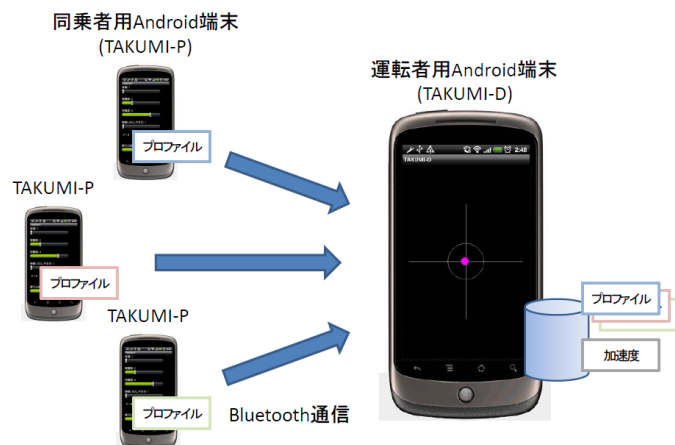 同乗者用Android端末
(TAKUMI-P)
プロファイル
TAKUMI-P
プロファイル
TAKUMI-P
プロファイル
Bluetooth通信
運転者用Android端末
(TAKUMI-D)
2:48
TAKUMI-D
プロファイル
加速度